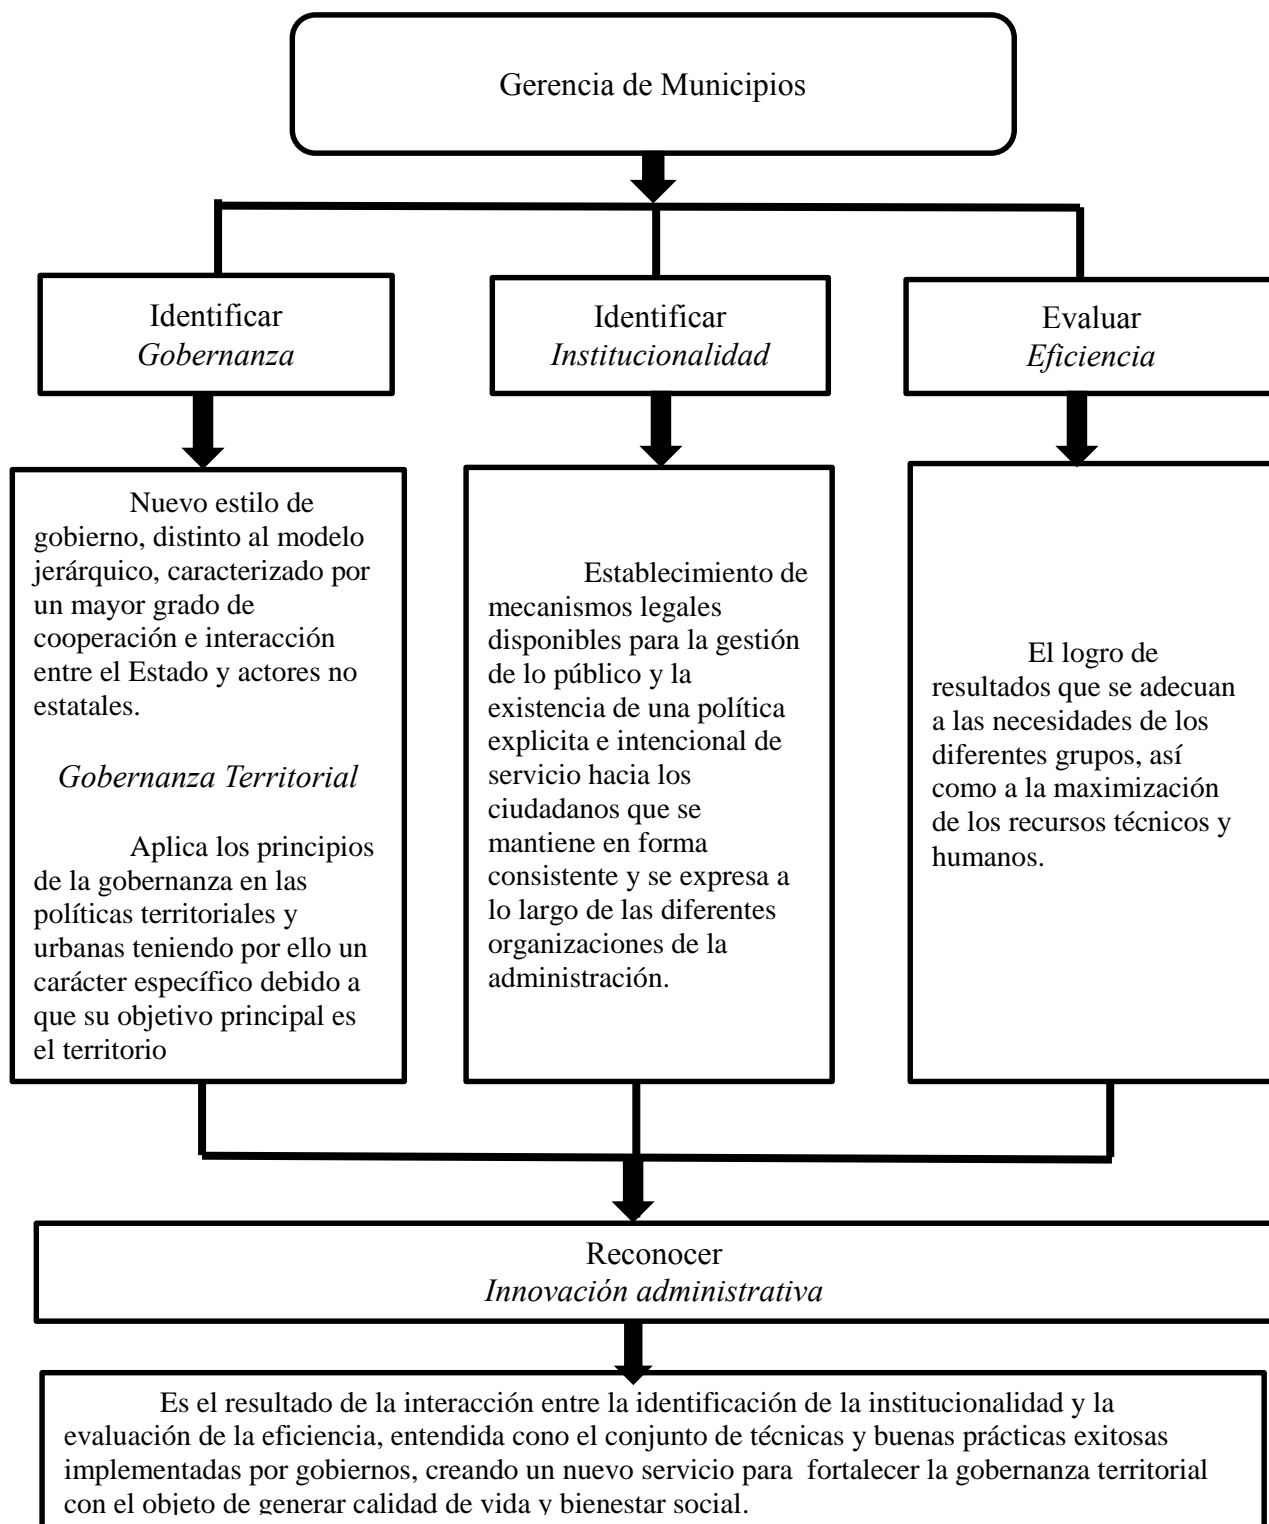 Gerencia de Municipios
Identificar
Gobernanza
Identificar
Institucionalidad
Evaluar
Eficiencia
Nuevo estilo de
gobierno, distinto al modelo
jerárquico, caracterizado por
un mayor grado de
cooperación e interacción
entre el Estado y actores no
estatales.
Gobernanza Territorial
Aplica los principios
de la gobernanza en las
políticas territoriales y
urbanas teniendo por ello un
carácter específico debido a
que su objetivo principal es
el territorio
Establecimiento de
mecanismos legales
disponibles para la gestión
de lo público y la
existencia de una política
explicita e intencional de
servicio hacia los
ciudadanos que se
mantiene en forma
consistente y se expresa a
lo largo de las diferentes
organizaciones de la
administración.
El logro de
resultados que se adecuan
a las necesidades de los
diferentes grupos, así
como a la maximización
de los recursos técnicos y
humanos.
Reconocer
Innovación administrativa
Es el resultado de la interacción entre la identificación de la institucionalidad y la
evaluación de la eficiencia, entendida cono el conjunto de técnicas y buenas prácticas exitosas
implementadas por gobiernos, creando un nuevo servicio para  fortalecer la gobernanza territorial
con el objeto de generar calidad de vida y bienestar social.